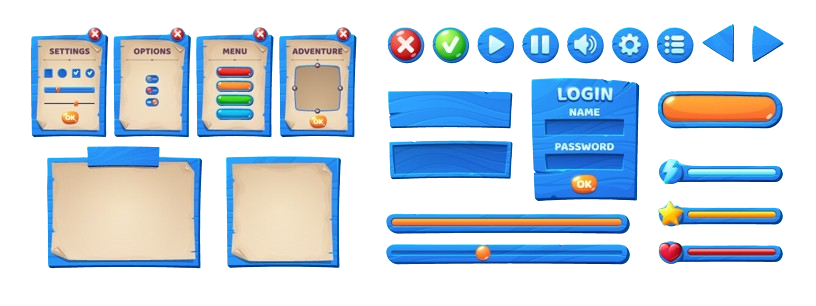 SETTINGS
OK
OPTIONS
MENU
ADVENTURE
OK
LOGIN
NAME
PASSWORD
OK